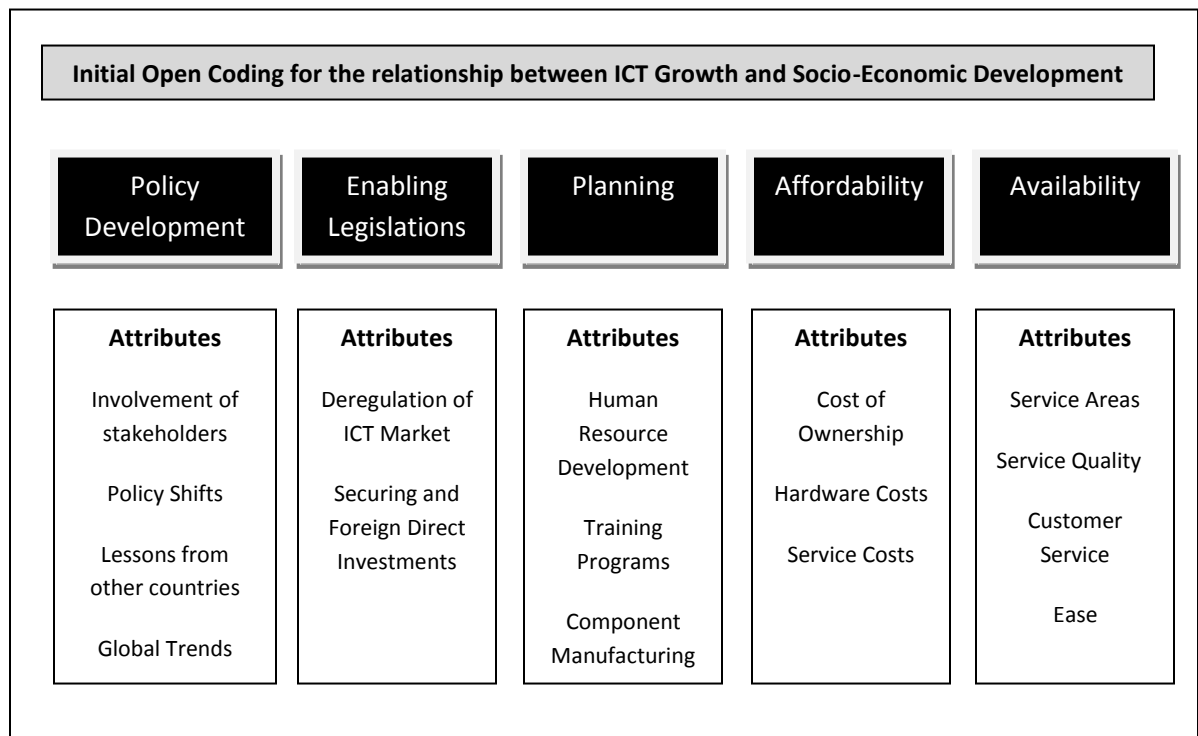 Initial Open Coding for the relationship between ICT Growth and Socio-Economic Development
Policy
Development
Enabling
Legislations
Planning
Affordability
Availability
Attributes
Involvement of
stakeholders
Policy Shifts
Lessons from
other countries
Global Trends
Attributes
Deregulation of
ICT Market
Securing and
Foreign Direct
Investments
Attributes
Human
Resource
Development
Training
Programs
Component
Manufacturing
Attributes
Cost of
Ownership
Hardware Costs
Service Costs
Attributes
Service Areas
Service Quality
Customer
Service
Ease